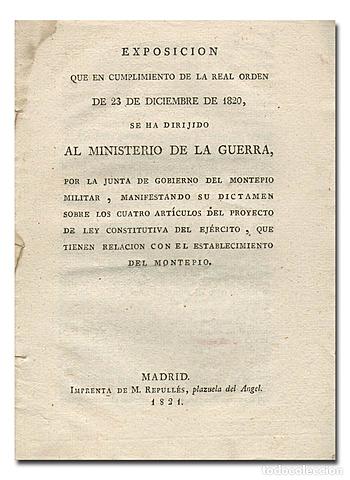 EXPOSICION
QUE EN CUMPLIMIENTO DE LA REAL ORDEN
DE 23 DE DICIEMBRE DE 1820,
SE HA DIRIJIDO
AL MINISTERIO DE LA GUERRA,
POR LA JUNTA DE GOBIERNO DEL MONTEPIO
MILITAR, MANIFESTANDO SU DICTAMEN
SOBRE LOS CUATRO ARTÍCULOS DEL PROYECTO
DE LEY CONSTITUTIVA DEL EJÉRCITO, QUE
TIENEN RELACION CON EL ESTABLECIMIENTO
DEL MONTEPIO.
MADRID.
IMPRENTA DE M. REPULLÉS, plazuela del Angel.
1821.
todocoleccion